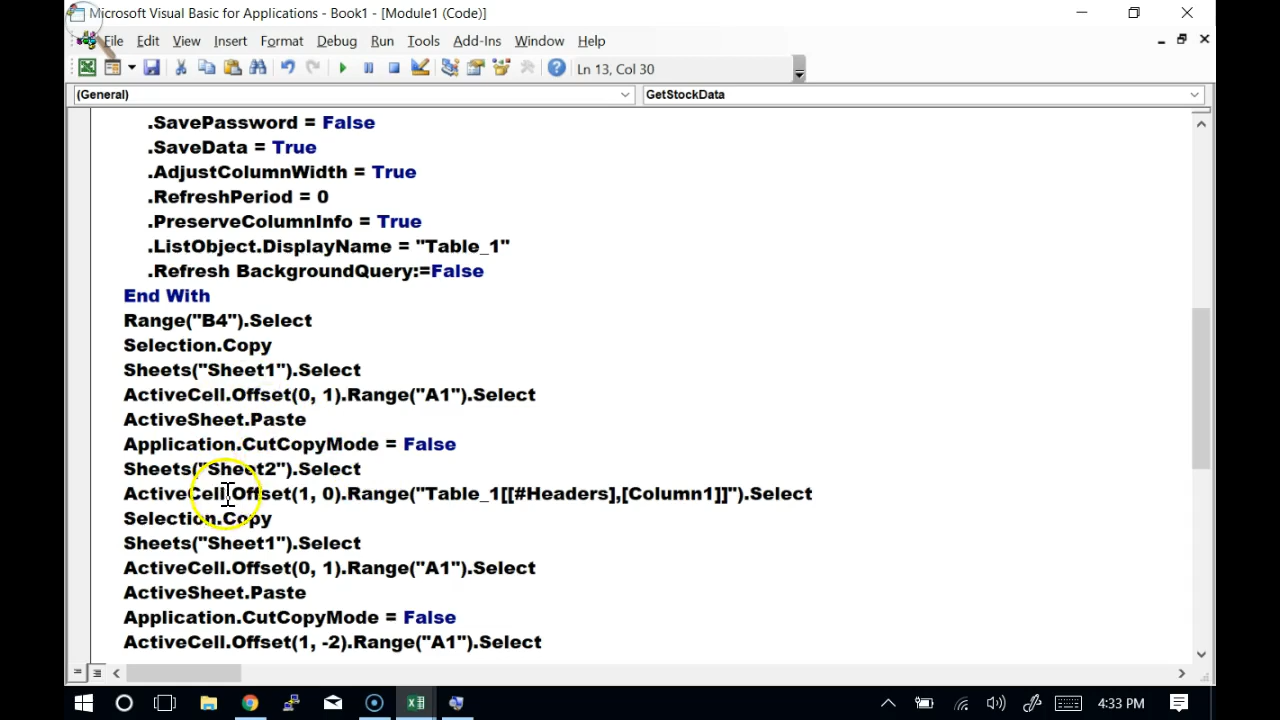 Microsoft Visual Basic for Applications - Book1 - [Module1 (Code)]
File Edit View Insert Format Debug Run Tools Add-Ins Window Help
Ln 13, Col 30
(General) GetStockData
.SavePassword = False
.SaveData = True
.AdjustColumnWidth = True
.RefreshPeriod = 0
.PreserveColumnInfo = True
.ListObject.DisplayName = "Table_1"
.Refresh BackgroundQuery:=False
End With
Range("B4").Select
Selection.Copy
Sheets("Sheet1").Select
ActiveCell.Offset(0, 1).Range("A1").Select
ActiveSheet.Paste
Application.CutCopyMode = False
Sheets("Sheet2").Select
ActiveCell.Offset(1, 0).Range("Table_1[[#Headers],[Column1]]").Select
Selection.Copy
Sheets("Sheet1").Select
ActiveCell.Offset(0, 1).Range("A1").Select
ActiveSheet.Paste
Application.CutCopyMode = False
ActiveCell.Offset(1, -2).Range("A1").Select
4:33 PM